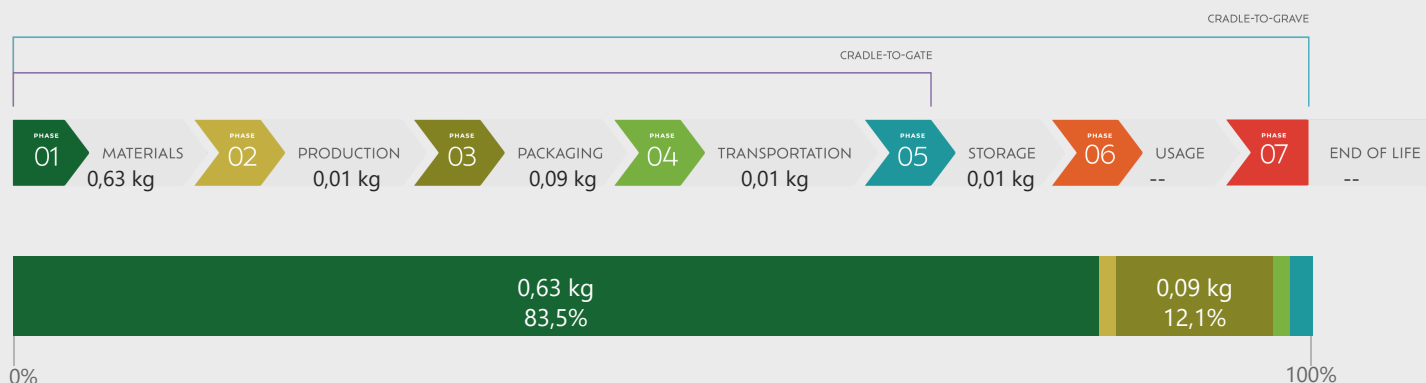 CRADLE-TO-GRAVE
CRADLE-TO-GATE
PHASE
01
MATERIALS
0,63 kg
PHASE
02
PRODUCTION
0,01 kg
PHASE
03
PACKAGING
0,09 kg
PHASE
04
TRANSPORTATION
0,01 kg
PHASE
05
STORAGE
0,01 kg
PHASE
06
USAGE
--
PHASE
07
END OF LIFE
--
0,63 kg
83,5%
0,09 kg
12,1%
0%
100%